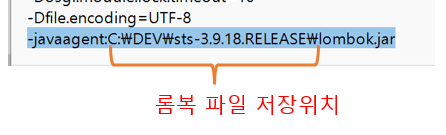 -Dfile.encoding=UTF-8
-javaagent:C:₩DEV₩sts-3.9.18.RELEASE₩lombok.jar
롬복 파일 저장위치